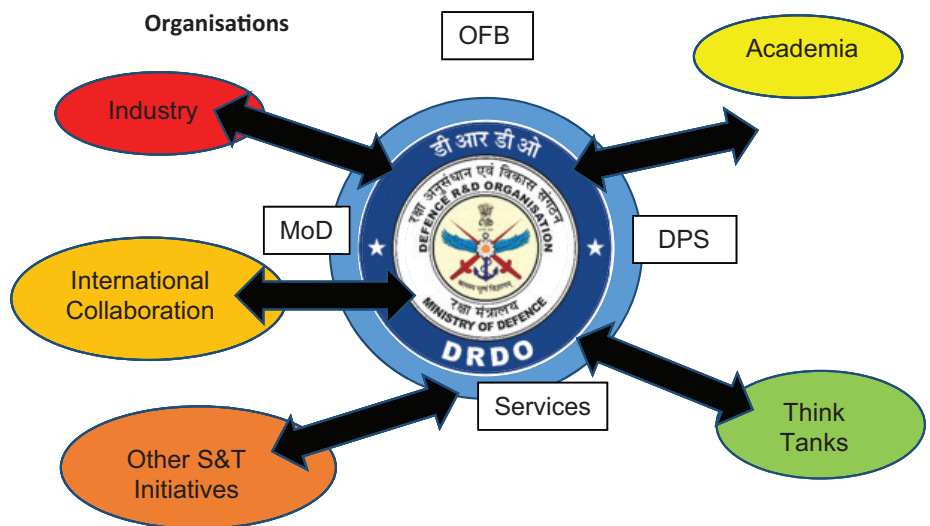 Organisations
OFB
Academia
Industry
डी आर डी ओ
रक्षा अनुसंधान एवं विकास संगठन
DEFENCE R&D ORGANISATION
MoD
DPS
International
Collaboration
रक्षा मंत्रालय
MINISTRY OF DEFENCE
DRDO
Services
Think
Tanks
Other S&T
Initiatives